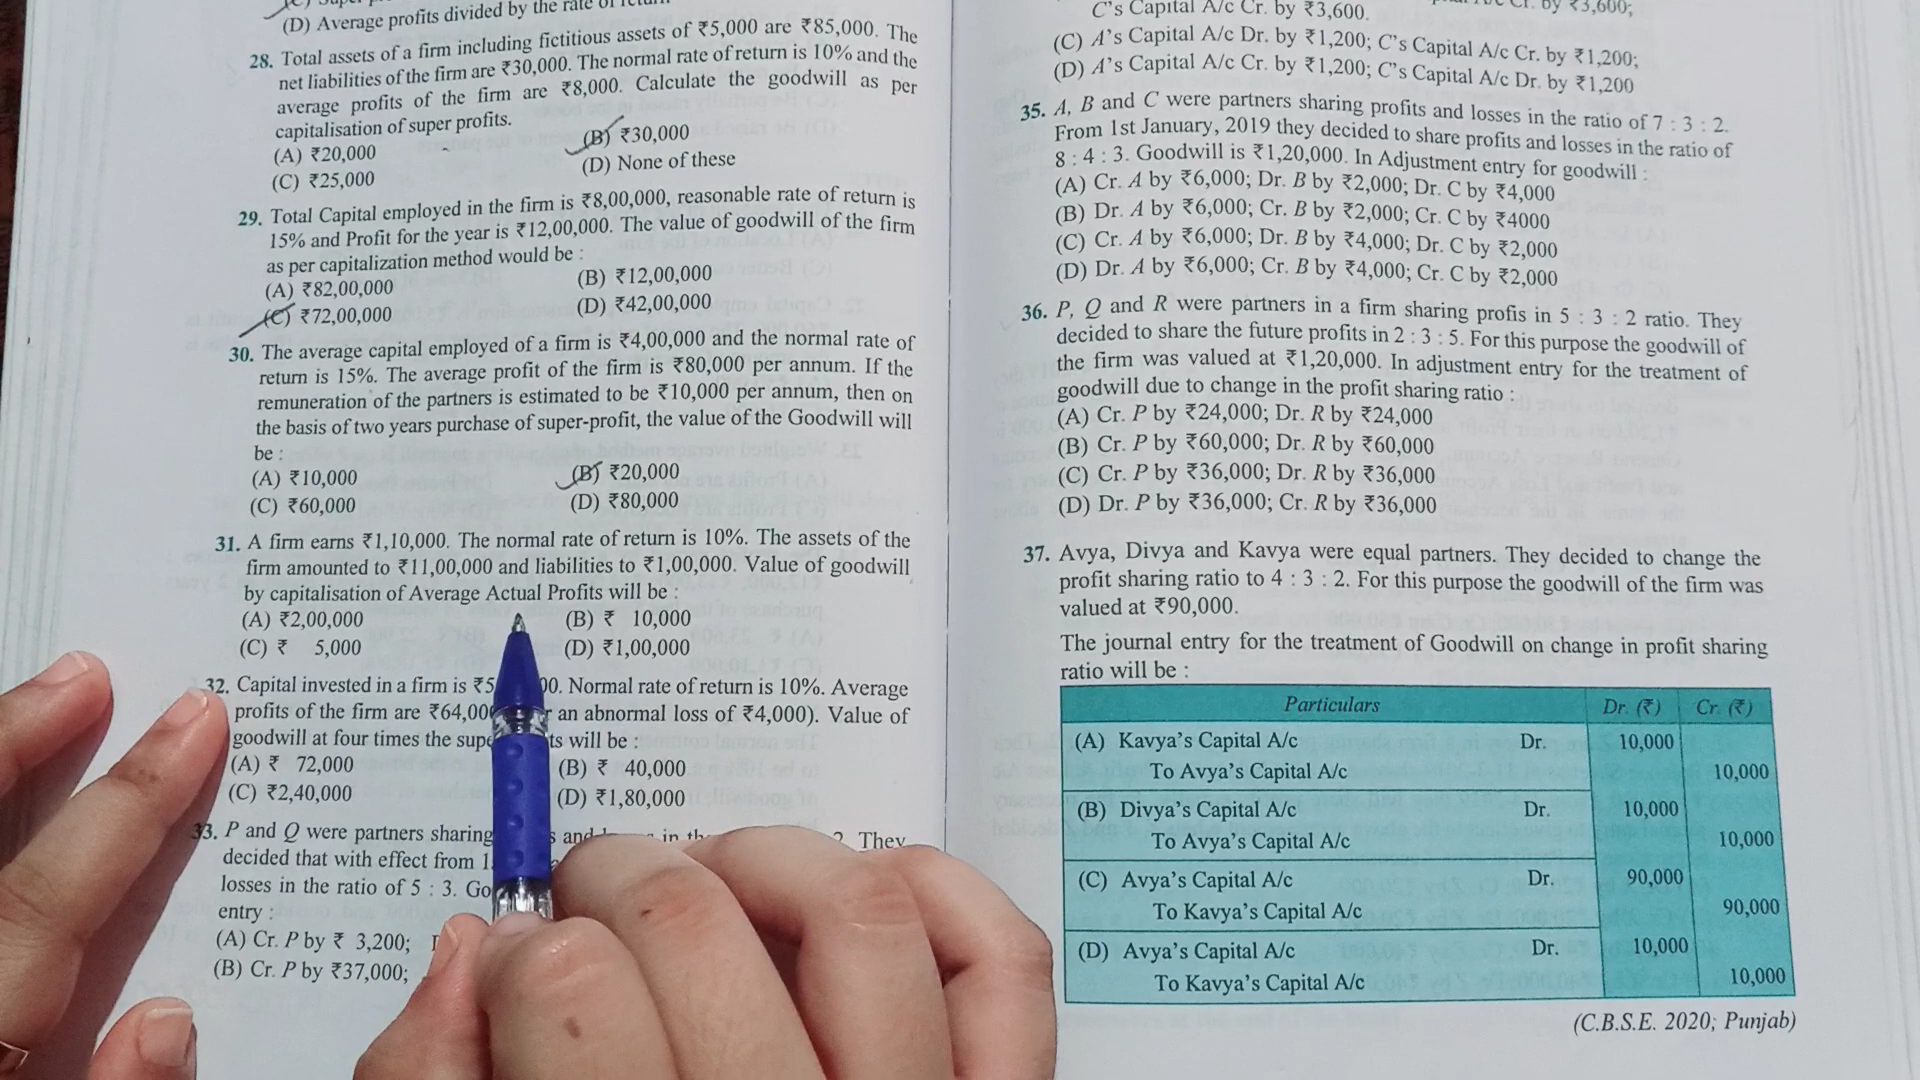 (D) Average profits divided by the rate of return
28. Total assets of a firm including fictitious assets of ₹5,000 are ₹85,000. The
net liabilities of the firm are ₹30,000. The normal rate of return is 10% and the
average profits of the firm are ₹8,000. Calculate the goodwill as per
capitalisation of super profits.
(A) ₹20,000 (B) ₹30,000
(C) ₹25,000 (D) None of these
29. Total Capital employed in the firm is ₹8,00,000, reasonable rate of return is
15% and Profit for the year is ₹12,00,000. The value of goodwill of the firm
as per capitalization method would be :
(A) ₹82,00,000 (B) ₹12,00,000
(C) ₹72,00,000 (D) ₹42,00,000
30. The average capital employed of a firm is ₹4,00,000 and the normal rate of
return is 15%. The average profit of the firm is ₹80,000 per annum. If the
remuneration of the partners is estimated to be ₹10,000 per annum, then on
the basis of two years purchase of super-profit, the value of the Goodwill will
be :
(A) ₹10,000 (B) ₹20,000
(C) ₹60,000 (D) ₹80,000
31. A firm earns ₹1,10,000. The normal rate of return is 10%. The assets of the
firm amounted to ₹11,00,000 and liabilities to ₹1,00,000. Value of goodwill
by capitalisation of Average Actual Profits will be :
(A) ₹2,00,000 (B) ₹ 10,000
(C) ₹ 5,000 (D) ₹1,00,000
32. Capital invested in a firm is ₹5 00. Normal rate of return is 10%. Average
profits of the firm are ₹64,00 an abnormal loss of ₹4,000). Value of
goodwill at four times the supe ts will be :
(A) ₹ 72,000 (B) ₹ 40,000
(C) ₹2,40,000 (D) ₹1,80,000
33. P and Q were partners sharing and in They
decided that with effect from 1
losses in the ratio of 5 : 3. Go
entry :
(A) Cr. P by ₹ 3,200;
(B) Cr. P by ₹37,000;
C's Capital A/c Cr. by ₹3,600.
(C) A's Capital A/c Dr. by ₹1,200; C's Capital A/c Cr. by ₹1,200;
(D) A's Capital A/c Cr. by ₹1,200; C's Capital A/c Dr. by ₹1,200
35. A, B and C were partners sharing profits and losses in the ratio of 7 : 3 : 2.
From 1st January, 2019 they decided to share profits and losses in the ratio of
8 : 4 : 3. Goodwill is ₹1,20,000. In Adjustment entry for goodwill :
(A) Cr. A by ₹6,000; Dr. B by ₹2,000; Dr. C by ₹4,000
(B) Dr. A by ₹6,000; Cr. B by ₹2,000; Cr. C by ₹4000
(C) Cr. A by ₹6,000; Dr. B by ₹4,000; Dr. C by ₹2,000
(D) Dr. A by ₹6,000; Cr. B by ₹4,000; Cr. C by ₹2,000
36. P, Q and R were partners in a firm sharing profis in 5 : 3 : 2 ratio. They
decided to share the future profits in 2 : 3 : 5. For this purpose the goodwill of
the firm was valued at ₹1,20,000. In adjustment entry for the treatment of
goodwill due to change in the profit sharing ratio :
(A) Cr. P by ₹24,000; Dr. R by ₹24,000
(B) Cr. P by ₹60,000; Dr. R by ₹60,000
(C) Cr. P by ₹36,000; Dr. R by ₹36,000
(D) Dr. P by ₹36,000; Cr. R by ₹36,000
37. Avya, Divya and Kavya were equal partners. They decided to change the
profit sharing ratio to 4 : 3 : 2. For this purpose the goodwill of the firm was
valued at ₹90,000.
The journal entry for the treatment of Goodwill on change in profit sharing
ratio will be :
Particulars Dr. (₹) Cr. (₹)
(A) Kavya's Capital A/c Dr. 10,000
To Avya's Capital A/c 10,000
(B) Divya's Capital A/c Dr. 10,000
To Avya's Capital A/c 10,000
(C) Avya's Capital A/c Dr. 90,000
To Kavya's Capital A/c 90,000
(D) Avya's Capital A/c Dr. 10,000
To Kavya's Capital A/c 10,000
(C.B.S.E. 2020; Punjab)